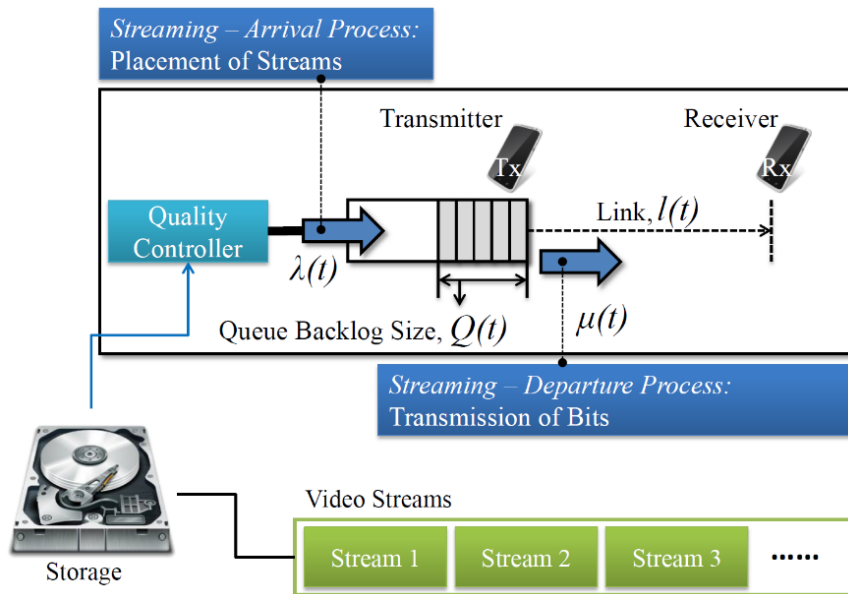 Streaming – Arrival Process:
Placement of Streams
Transmitter
Receiver
Tx
Rx
Quality
Controller
Link, l(t)
λ(t)
Queue Backlog Size, Q(t)
μ(t)
Streaming – Departure Process:
Transmission of Bits
Video Streams
Stream 1
Stream 2
Stream 3
......
Storage